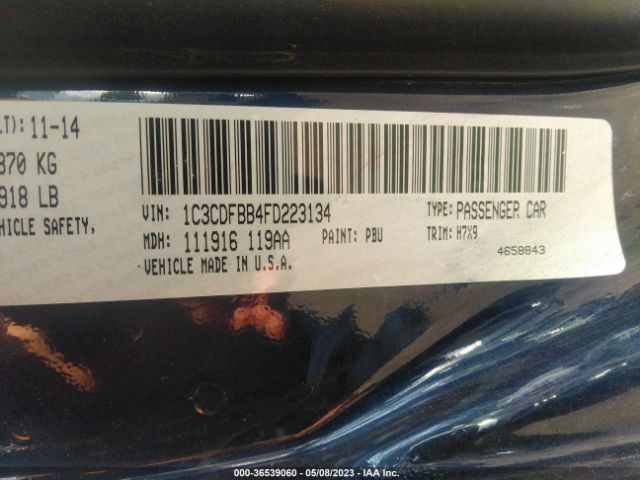 LT): 11-14
870 KG
918 LB
HICLE SAFETY,
VIN: 1C3CDFBB4FD223134 TYPE: PASSENGER CAR
MDH: 111916 119AA PAINT: PBU TRIM: H7X9
VEHICLE MADE IN U.S.A. 4658843
000-36539060 - 05/08/2023 - IAA Inc.